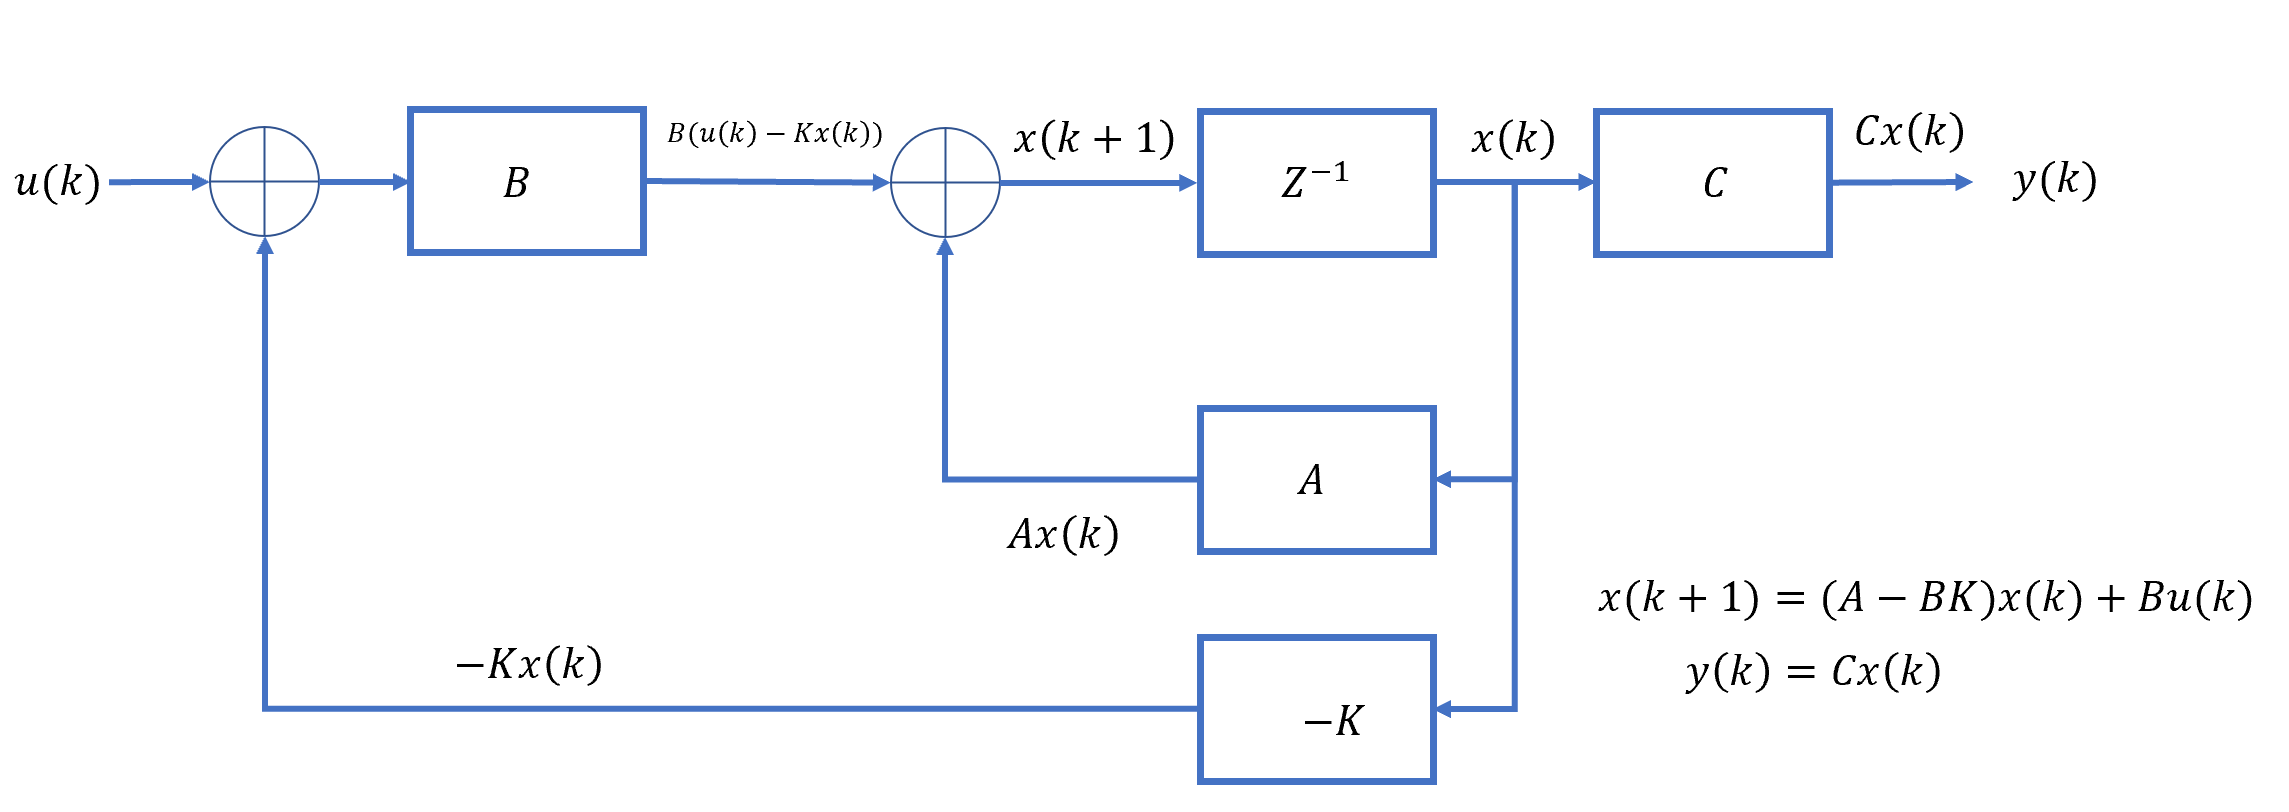 u(k)
B
B(u(k) − Kx(k))
x(k + 1)
Z⁻¹
x(k)
C
Cx(k)
y(k)
A
Ax(k)
x(k + 1) = (A − BK)x(k) + Bu(k)
−Kx(k)
y(k) = Cx(k)
−K